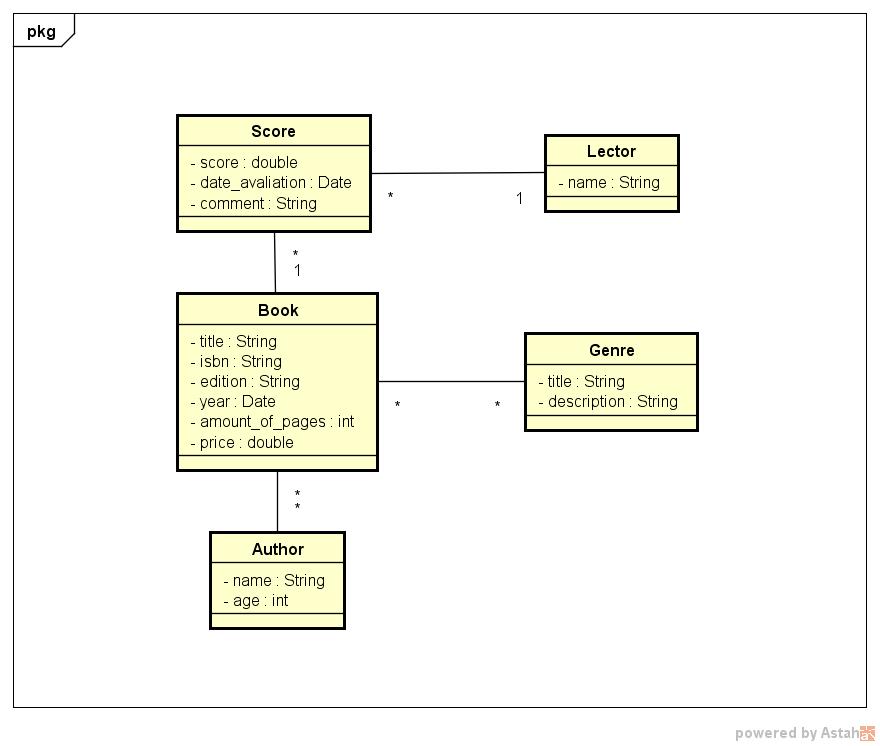 pkg
Score
- score : double
- date_avaliation : Date
- comment : String
Lector
- name : String
*
1
*
1
Book
- title : String
- isbn : String
- edition : String
- year : Date
- amount_of_pages : int
- price : double
Genre
- title : String
- description : String
*
*
*
*
Author
- name : String
- age : int
powered by Astah